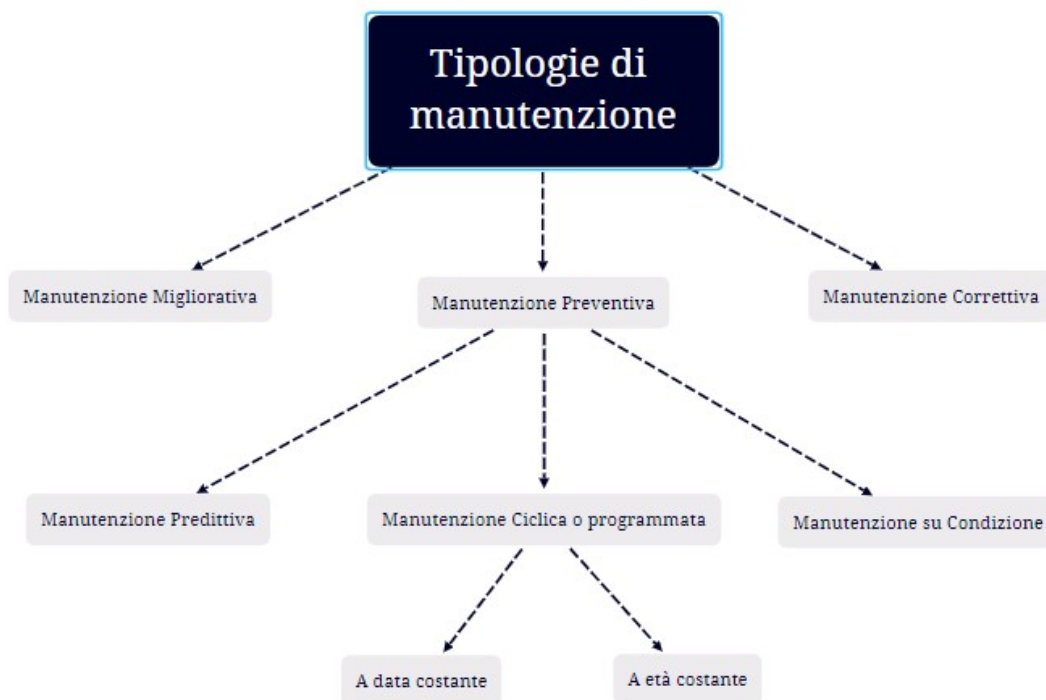 Tipologie di
manutenzione
Manutenzione Migliorativa
Manutenzione Preventiva
Manutenzione Correttiva
Manutenzione Predittiva
Manutenzione Ciclica o programmata
Manutenzione su Condizione
A data costante
A età costante